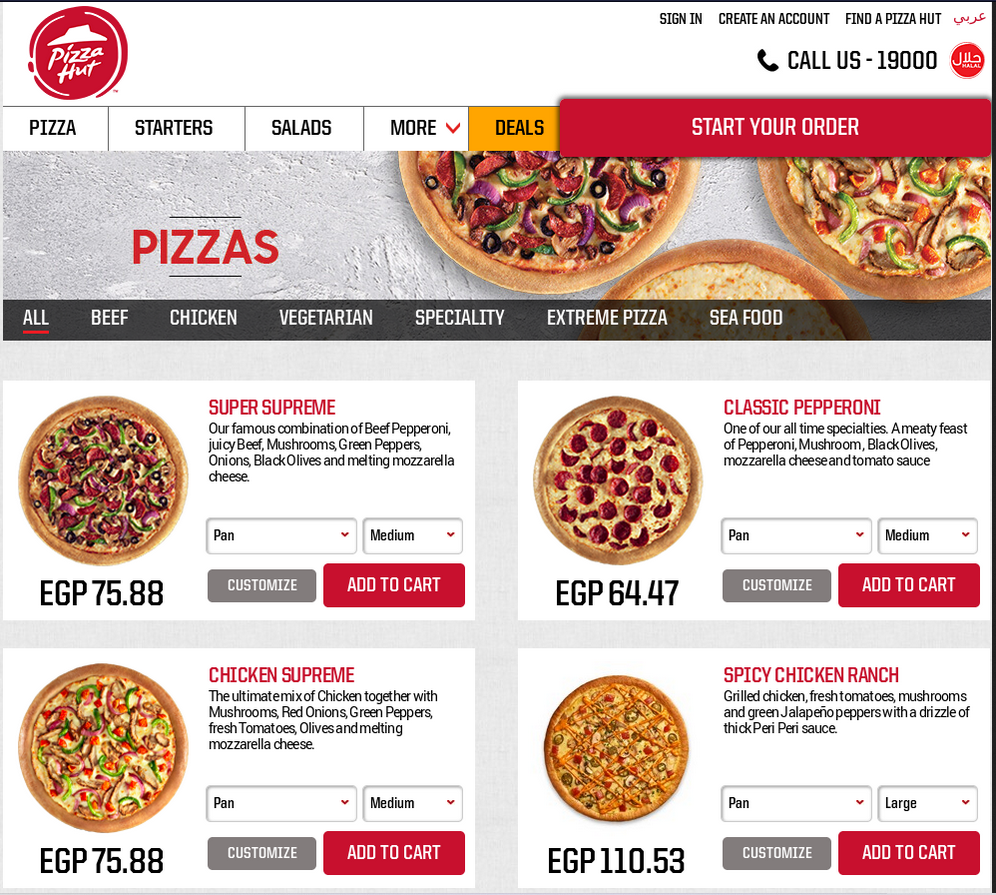 SIGN IN CREATE AN ACCOUNT FIND A PIZZA HUT عربي
Pizza
Hut
CALL US - 19000 حلال
HALAL
PIZZA STARTERS SALADS MORE DEALS START YOUR ORDER
PIZZAS
ALL BEEF CHICKEN VEGETARIAN SPECIALITY EXTREME PIZZA SEA FOOD
SUPER SUPREME
Our famous combination of Beef Pepperoni,
juicy Beef, Mushrooms, Green Peppers,
Onions, Black Olives and melting mozzarella
cheese.
Pan Medium
EGP 75.88 CUSTOMIZE ADD TO CART
CLASSIC PEPPERONI
One of our all time specialties. A meaty feast
of Pepperoni, Mushroom , Black Olives,
mozzarella cheese and tomato sauce
Pan Medium
EGP 64.47 CUSTOMIZE ADD TO CART
CHICKEN SUPREME
The ultimate mix of Chicken together with
Mushrooms, Red Onions, Green Peppers,
fresh Tomatoes, Olives and melting
mozzarella cheese.
Pan Medium
EGP 75.88 CUSTOMIZE ADD TO CART
SPICY CHICKEN RANCH
Grilled chicken, fresh tomatoes, mushrooms
and green Jalapeño peppers with a drizzle of
thick Peri Peri sauce.
Pan Large
EGP 110.53 CUSTOMIZE ADD TO CART